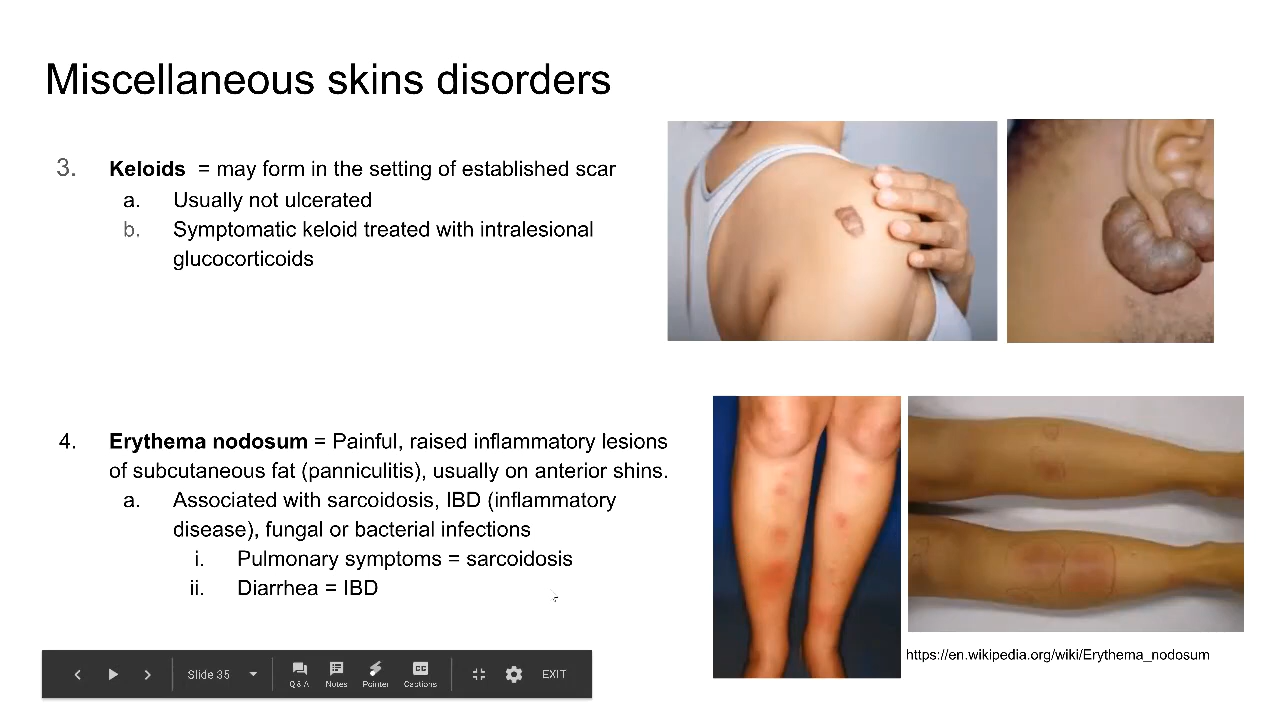 Miscellaneous skins disorders
3. Keloids = may form in the setting of established scar
a. Usually not ulcerated
b. Symptomatic keloid treated with intralesional
glucocorticoids
4. Erythema nodosum = Painful, raised inflammatory lesions
of subcutaneous fat (panniculitis), usually on anterior shins.
a. Associated with sarcoidosis, IBD (inflammatory
disease), fungal or bacterial infections
i. Pulmonary symptoms = sarcoidosis
ii. Diarrhea = IBD
https://en.wikipedia.org/wiki/Erythema_nodosum
Slide 35
Q & A Notes Pointer CC Captions EXIT